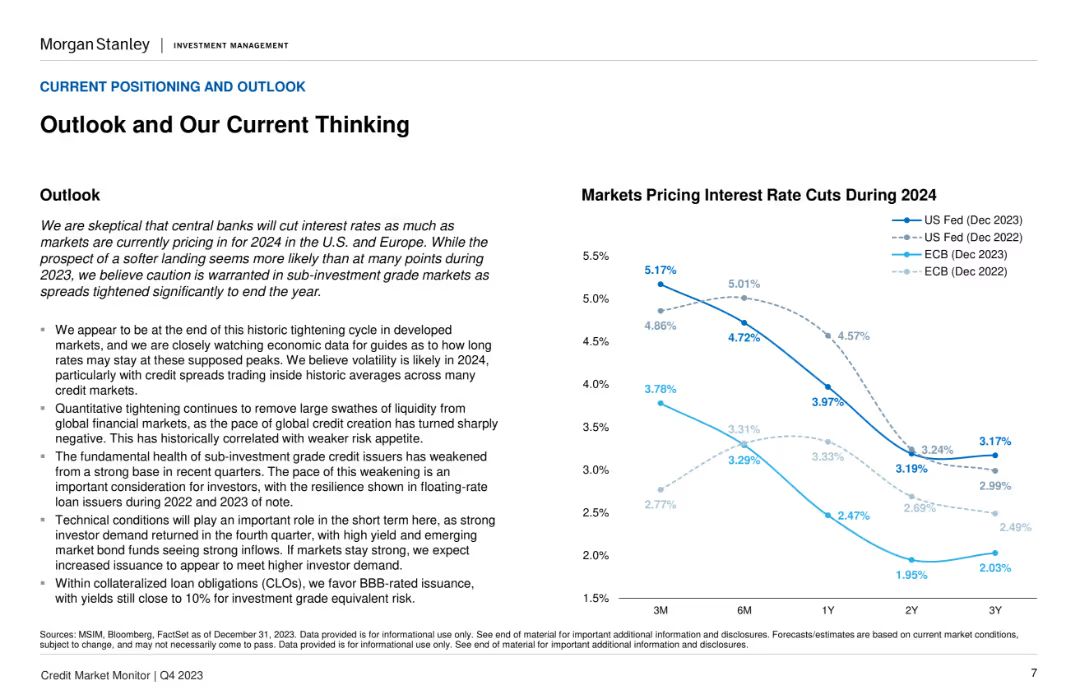 Morgan Stanley | INVESTMENT MANAGEMENT
CURRENT POSITIONING AND OUTLOOK
Outlook and Our Current Thinking
Outlook
We are skeptical that central banks will cut interest rates as much as
markets are currently pricing in for 2024 in the U.S. and Europe. While the
prospect of a softer landing seems more likely than at many points during
2023, we believe caution is warranted in sub-investment grade markets as
spreads tightened significantly to end the year.
▪ We appear to be at the end of this historic tightening cycle in developed
markets, and we are closely watching economic data for guides as to how long
rates may stay at these supposed peaks. We believe volatility is likely in 2024,
particularly with credit spreads trading inside historic averages across many
credit markets.
▪ Quantitative tightening continues to remove large swathes of liquidity from
global financial markets, as the pace of global credit creation has turned sharply
negative. This has historically correlated with weaker risk appetite.
▪ The fundamental health of sub-investment grade credit issuers has weakened
from a strong base in recent quarters. The pace of this weakening is an
important consideration for investors, with the resilience shown in floating-rate
loan issuers during 2022 and 2023 of note.
▪ Technical conditions will play an important role in the short term here, as strong
investor demand returned in the fourth quarter, with high yield and emerging
market bond funds seeing strong inflows. If markets stay strong, we expect
increased issuance to appear to meet higher investor demand.
▪ Within collateralized loan obligations (CLOs), we favor BBB-rated issuance,
with yields still close to 10% for investment grade equivalent risk.
Markets Pricing Interest Rate Cuts During 2024
US Fed (Dec 2023)
US Fed (Dec 2022)
ECB (Dec 2023)
ECB (Dec 2022)
5.5%
5.0%
4.5%
4.0%
3.5%
3.0%
2.5%
2.0%
1.5%
5.17%
4.72%
3.97%
3.19%
3.17%
4.86%
5.01%
4.57%
3.24%
2.99%
3.78%
3.29%
2.47%
1.95%
2.03%
2.77%
3.31%
3.33%
2.69%
2.49%
3M 6M 1Y 2Y 3Y
Sources: MSIM, Bloomberg, FactSet as of December 31, 2023. Data provided is for informational use only. See end of material for important additional information and disclosures. Forecasts/estimates are based on current market conditions,
subject to change, and may not necessarily come to pass. Data provided is for informational use only. See end of material for important additional information and disclosures.
Credit Market Monitor | Q4 2023
7